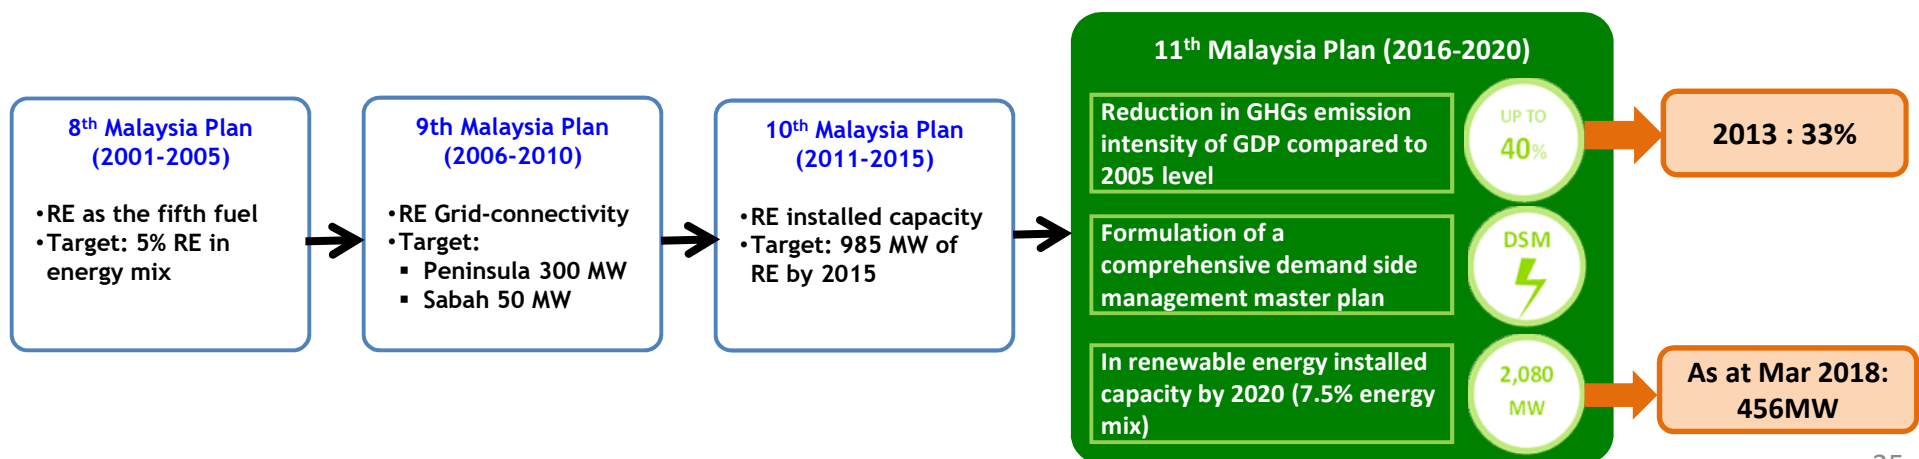 8th Malaysia Plan
(2001-2005)
•RE as the fifth fuel
•Target: 5% RE in
energy mix
9th Malaysia Plan
(2006-2010)
•RE Grid-connectivity
•Target:
▪ Peninsula 300 MW
▪ Sabah 50 MW
10th Malaysia Plan
(2011-2015)
•RE installed capacity
•Target: 985 MW of
RE by 2015
11th Malaysia Plan (2016-2020)
Reduction in GHGs emission
intensity of GDP compared to
2005 level
UP TO
40%
2013 : 33%
Formulation of a
comprehensive demand side
management master plan
DSM
In renewable energy installed
capacity by 2020 (7.5% energy
mix)
2,080
MW
As at Mar 2018:
456MW